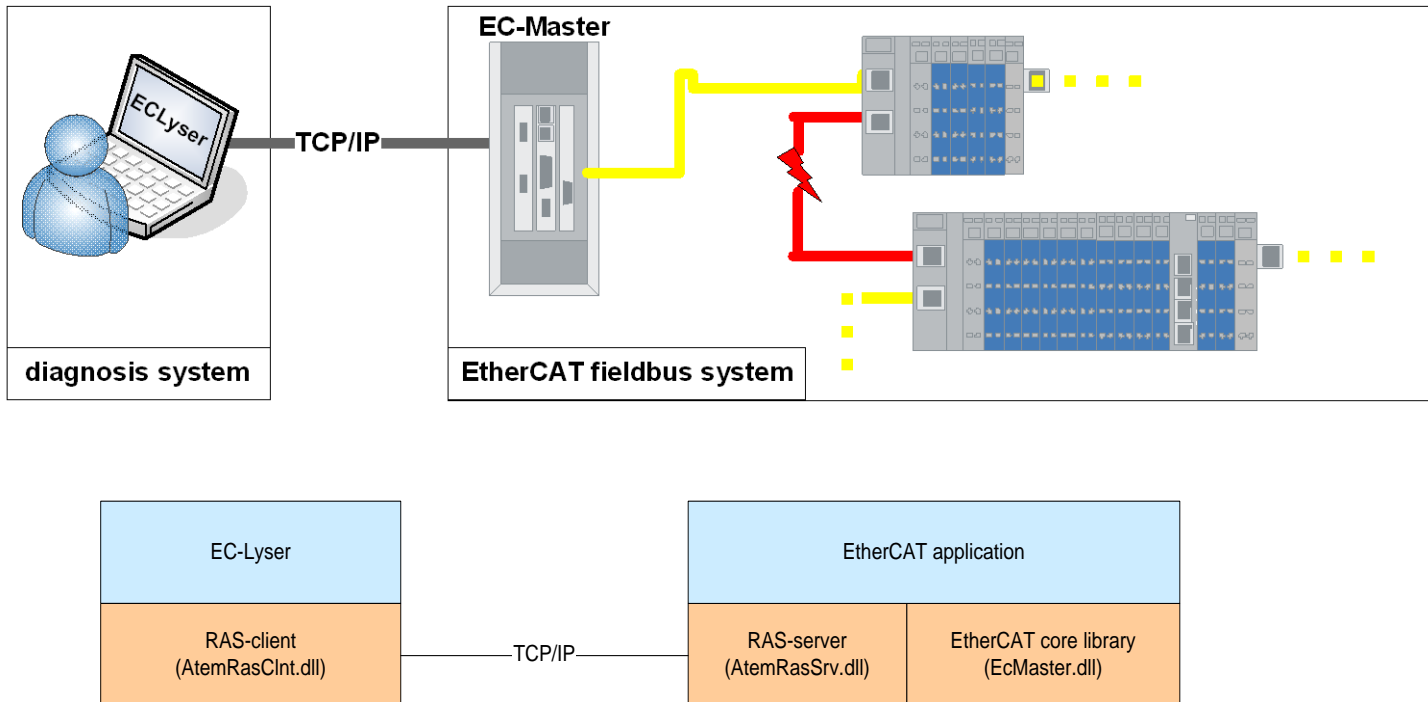 EC-Master
ECLyser
TCP/IP
diagnosis system
EtherCAT fieldbus system
EC-Lyser
EtherCAT application
RAS-client
(AtemRasClnt.dll)
TCP/IP
RAS-server
(AtemRasSrv.dll)
EtherCAT core library
(EcMaster.dll)